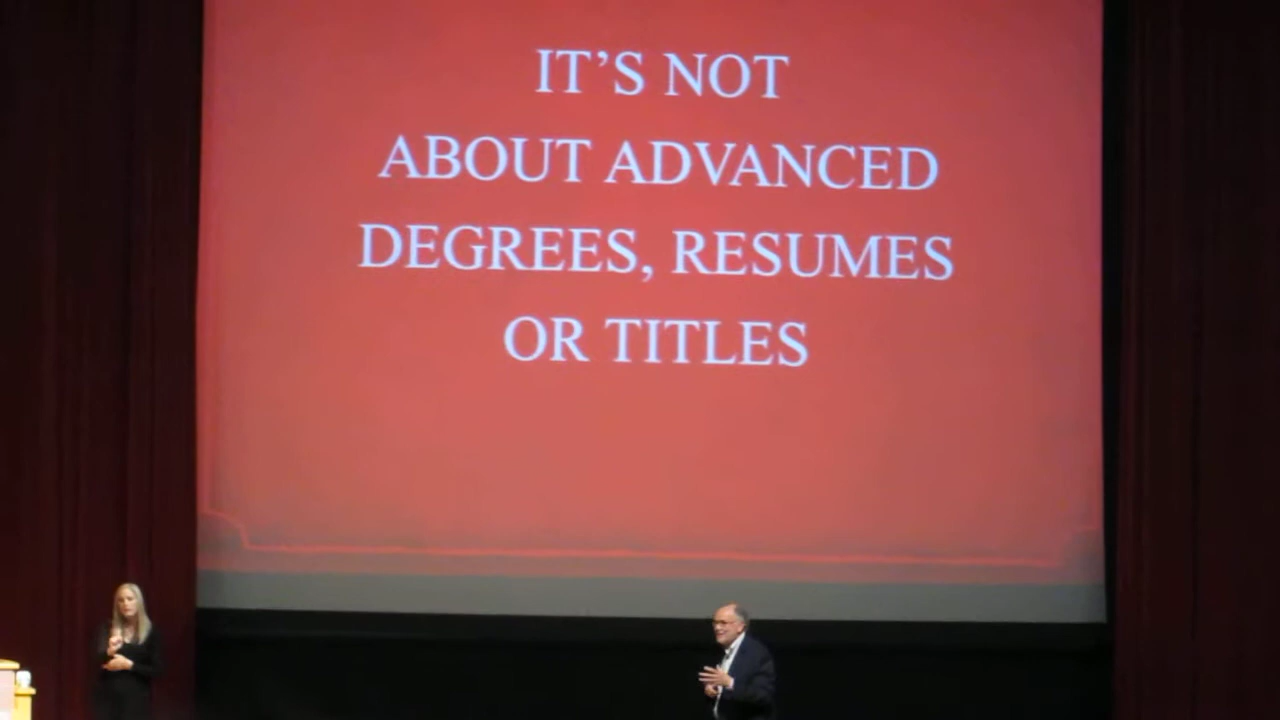 IT’S NOT
ABOUT ADVANCED
DEGREES, RESUMES
OR TITLES